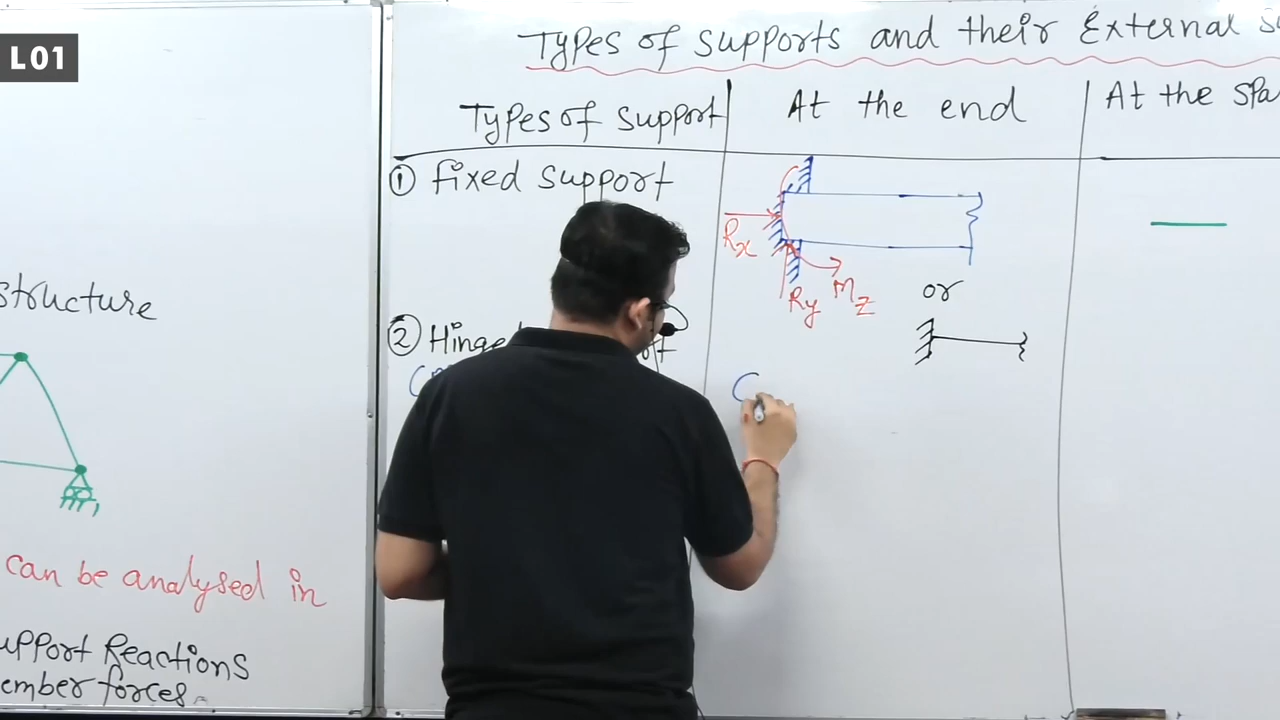 L01
structure
can be analysed in
upport Reactions
ember forces
Types of supports and their External S
Types of Support
At the end
At the spa
① fixed support
Rx
Ry
Mz
or
② Hinge